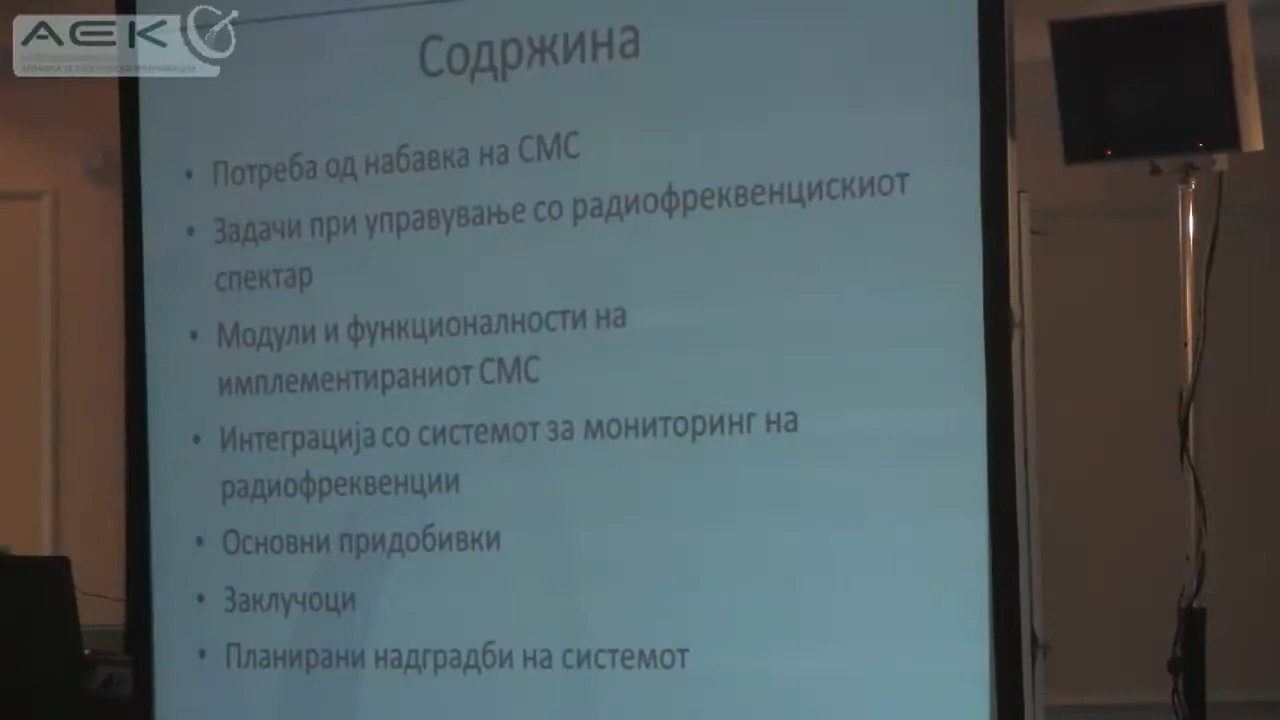 АЕК
Содржина
• Потреба од набавка на СМС
• Задачи при управување со радиофреквенцискиот
спектар
• Модули и функционалности на
имплементираниот СМС
• Интеграција со системот за мониторинг на
радиофреквенции
• Основни придобивки
• Заклучоци
• Планирани надградби на системот